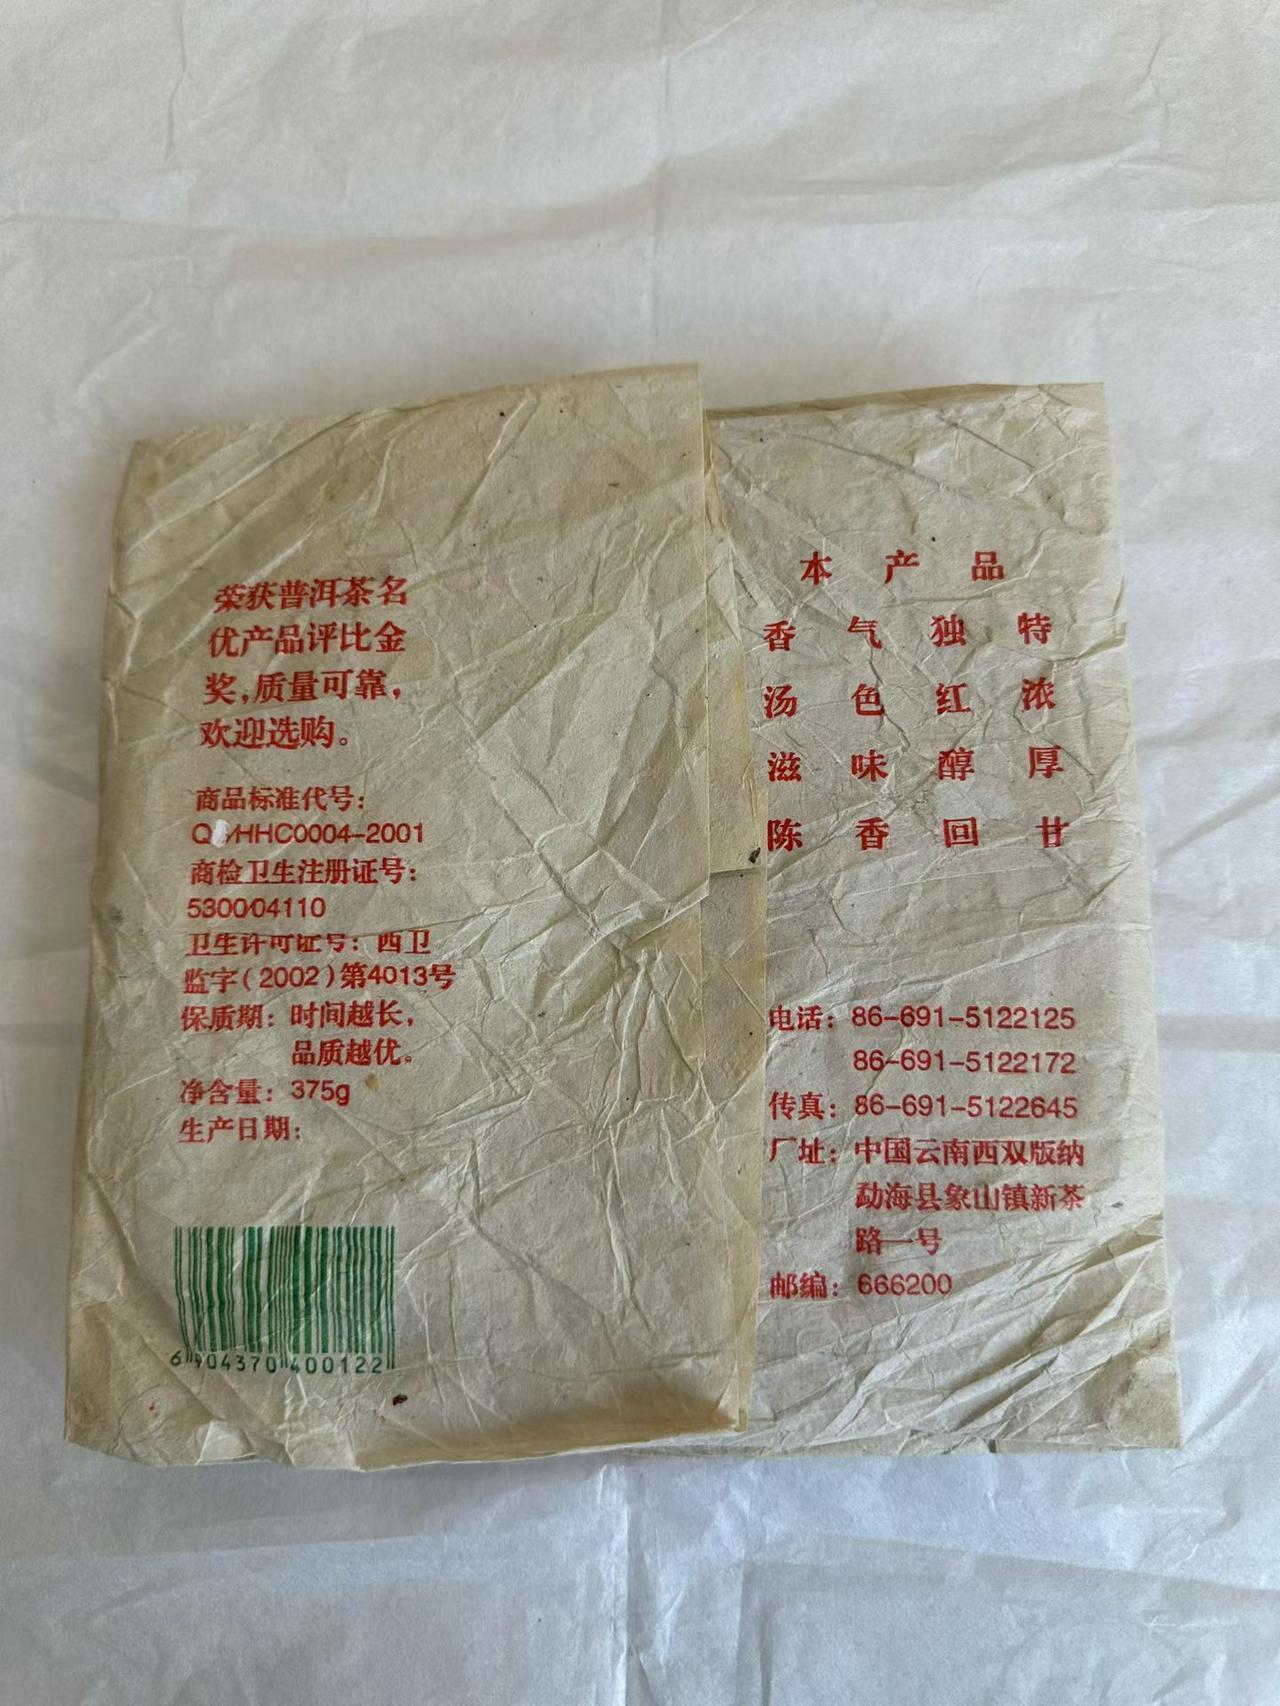 荣获普洱茶名
优产品评比金
奖,质量可靠,
欢迎选购。
商品标准代号:
Q/YHHC0004-2001
商检卫生注册证号:
5300/04110
卫生许可证号: 西卫
监字(2002)第4013号
保质期: 时间越长,
品质越优。
净含量: 375g
生产日期:
6 904370 400122
本产品
香气独特
汤色红浓
滋味醇厚
陈香回甘
电话: 86-691-5122125
86-691-5122172
传真: 86-691-5122645
厂址: 中国云南西双版纳
勐海县象山镇新茶
路一号
邮编: 666200